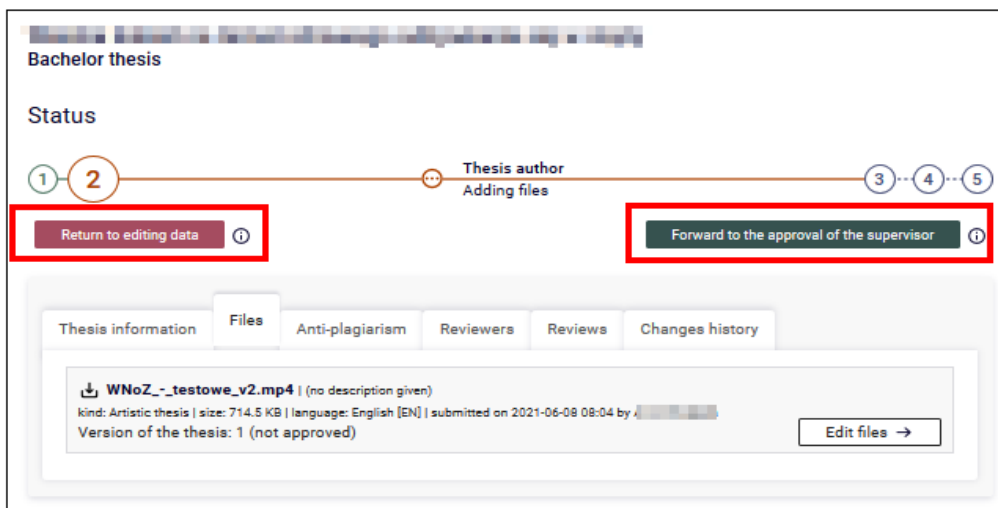 Bachelor thesis
Status
1
2
Thesis author
Adding files
3
4
5
Return to editing data
Forward to the approval of the supervisor
Thesis information
Files
Anti-plagiarism
Reviewers
Reviews
Changes history
WNoZ_-_testowe_v2.mp4 | (no description given)
kind: Artistic thesis | size: 714.5 KB | language: English [EN] | submitted on 2021-06-08 08:04 by
Version of the thesis: 1 (not approved)
Edit files →